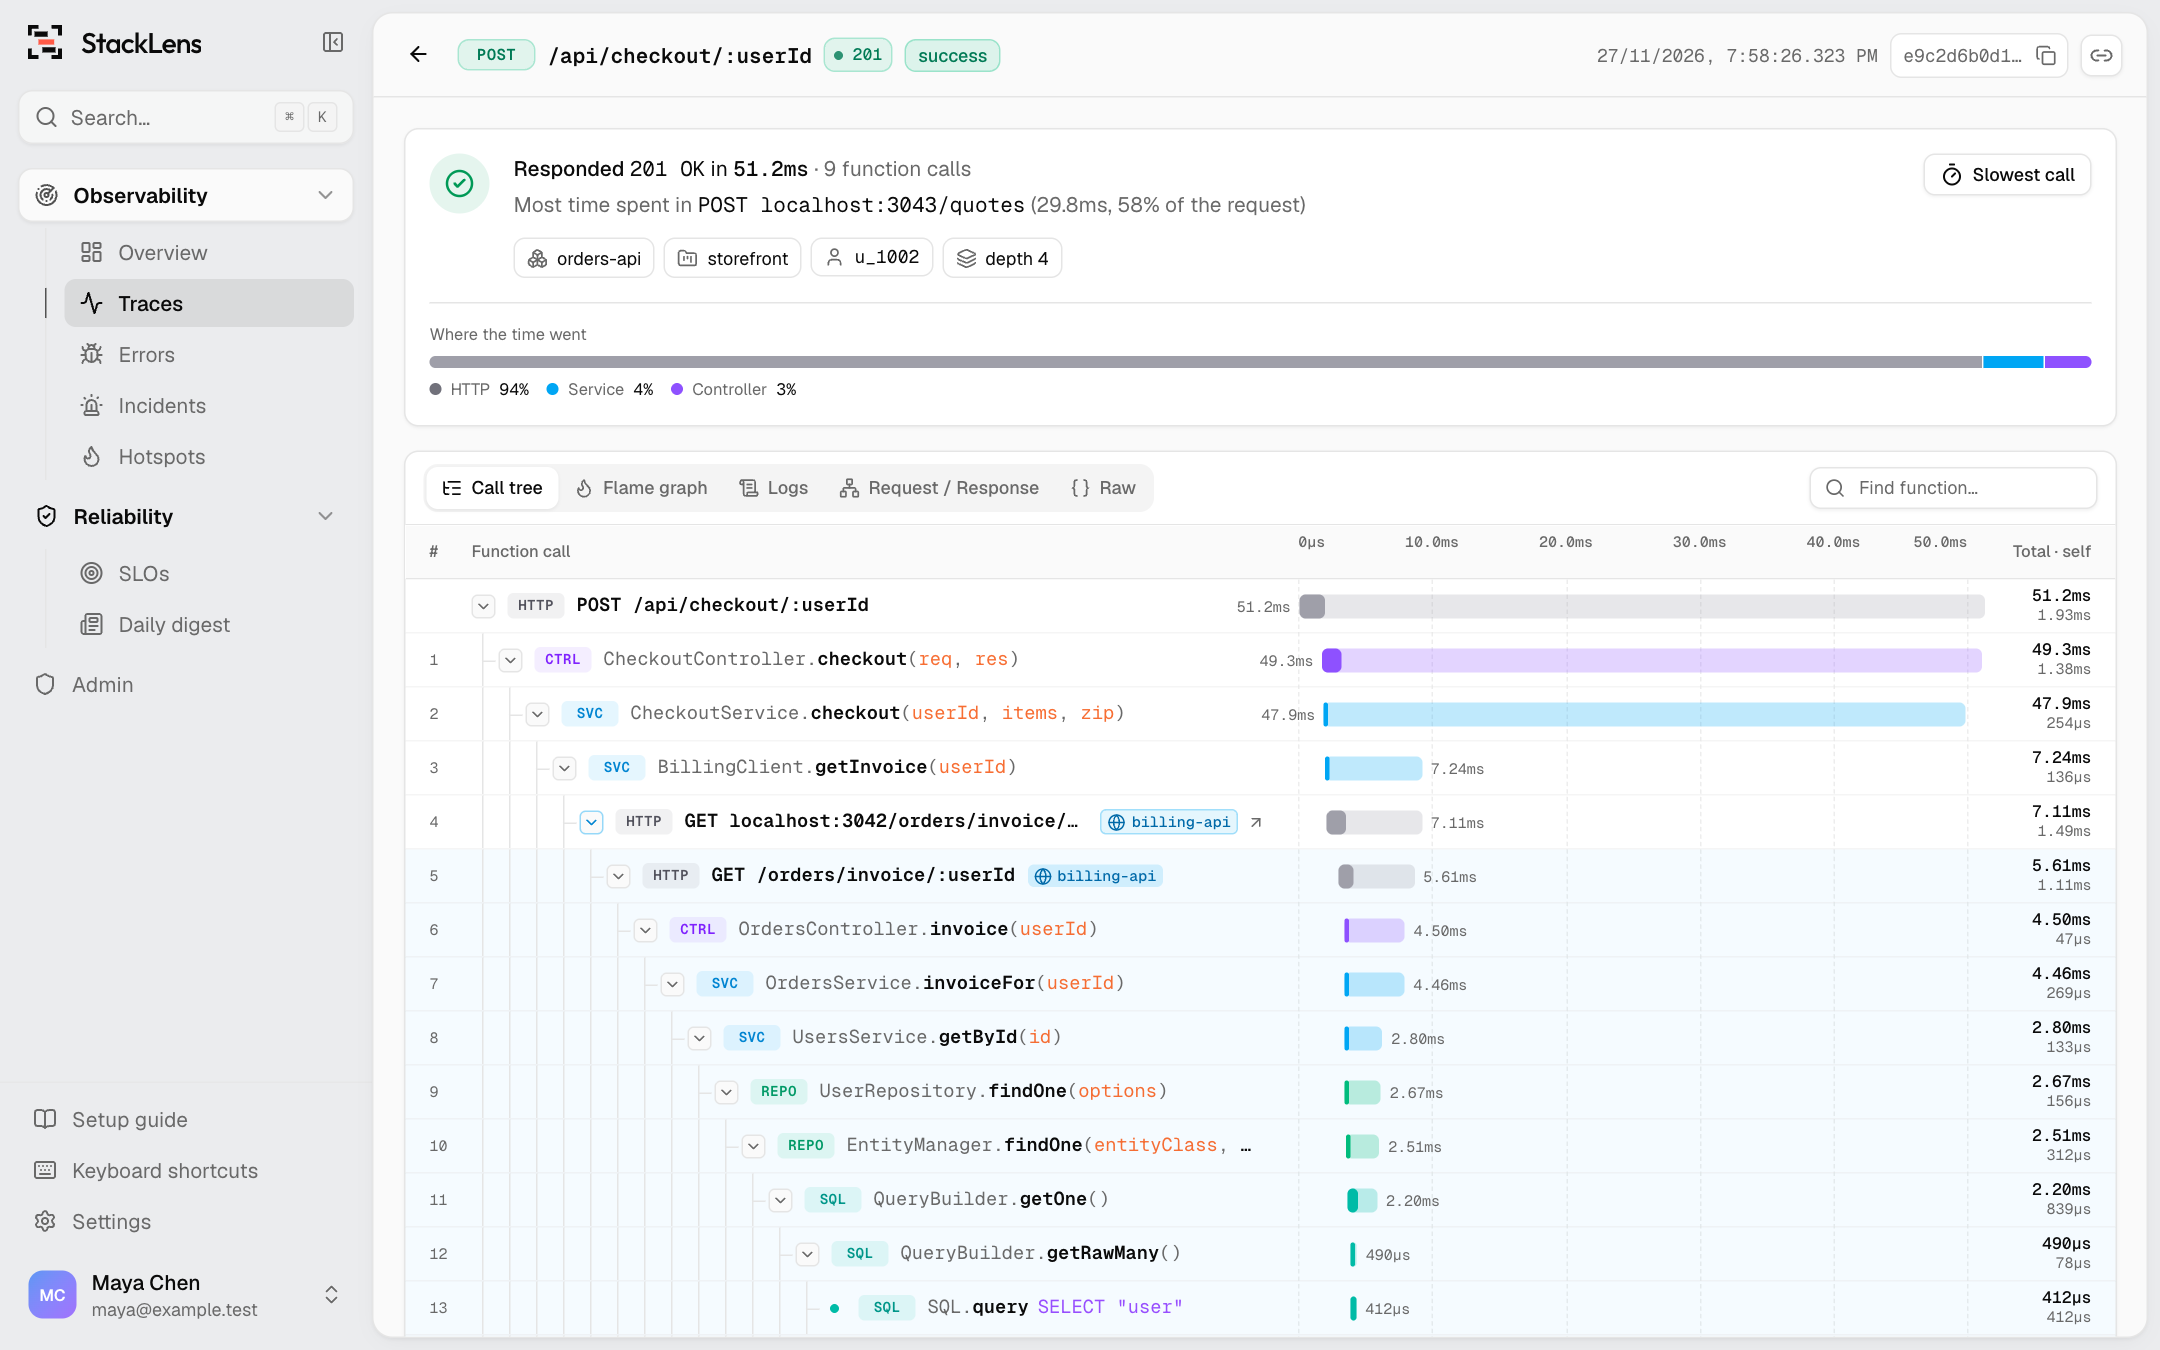 StackLens
Search...
⌘ K
Observability
Overview
Traces
Errors
Incidents
Hotspots
Reliability
SLOs
Daily digest
Admin
Setup guide
Keyboard shortcuts
Settings
MC
Maya Chen
maya@example.test
POST /api/checkout/:userId 201 success
27/11/2026, 7:58:26.323 PM e9c2d6b0d1…
Responded 201 OK in 51.2ms · 9 function calls
Slowest call
Most time spent in POST localhost:3043/quotes (29.8ms, 58% of the request)
orders-api storefront u_1002 depth 4
Where the time went
HTTP 94% Service 4% Controller 3%
Call tree Flame graph Logs Request / Response {} Raw
Find function...
# Function call 0µs 10.0ms 20.0ms 30.0ms 40.0ms 50.0ms Total · self
HTTP POST /api/checkout/:userId 51.2ms 51.2ms
1.93ms
1 CTRL CheckoutController.checkout(req, res) 49.3ms 49.3ms
1.38ms
2 SVC CheckoutService.checkout(userId, items, zip) 47.9ms 47.9ms
254µs
3 SVC BillingClient.getInvoice(userId) 7.24ms 7.24ms
136µs
4 HTTP GET localhost:3042/orders/invoice/… billing-api 7.11ms 7.11ms
1.49ms
5 HTTP GET /orders/invoice/:userId billing-api 5.61ms 5.61ms
1.11ms
6 CTRL OrdersController.invoice(userId) 4.50ms 4.50ms
47µs
7 SVC OrdersService.invoiceFor(userId) 4.46ms 4.46ms
269µs
8 SVC UsersService.getById(id) 2.80ms 2.80ms
133µs
9 REPO UserRepository.findOne(options) 2.67ms 2.67ms
156µs
10 REPO EntityManager.findOne(entityClass, … 2.51ms 2.51ms
312µs
11 SQL QueryBuilder.getOne() 2.20ms 2.20ms
839µs
12 SQL QueryBuilder.getRawMany() 490µs 490µs
78µs
13 SQL SQL.query SELECT "user" 412µs 412µs
412µs